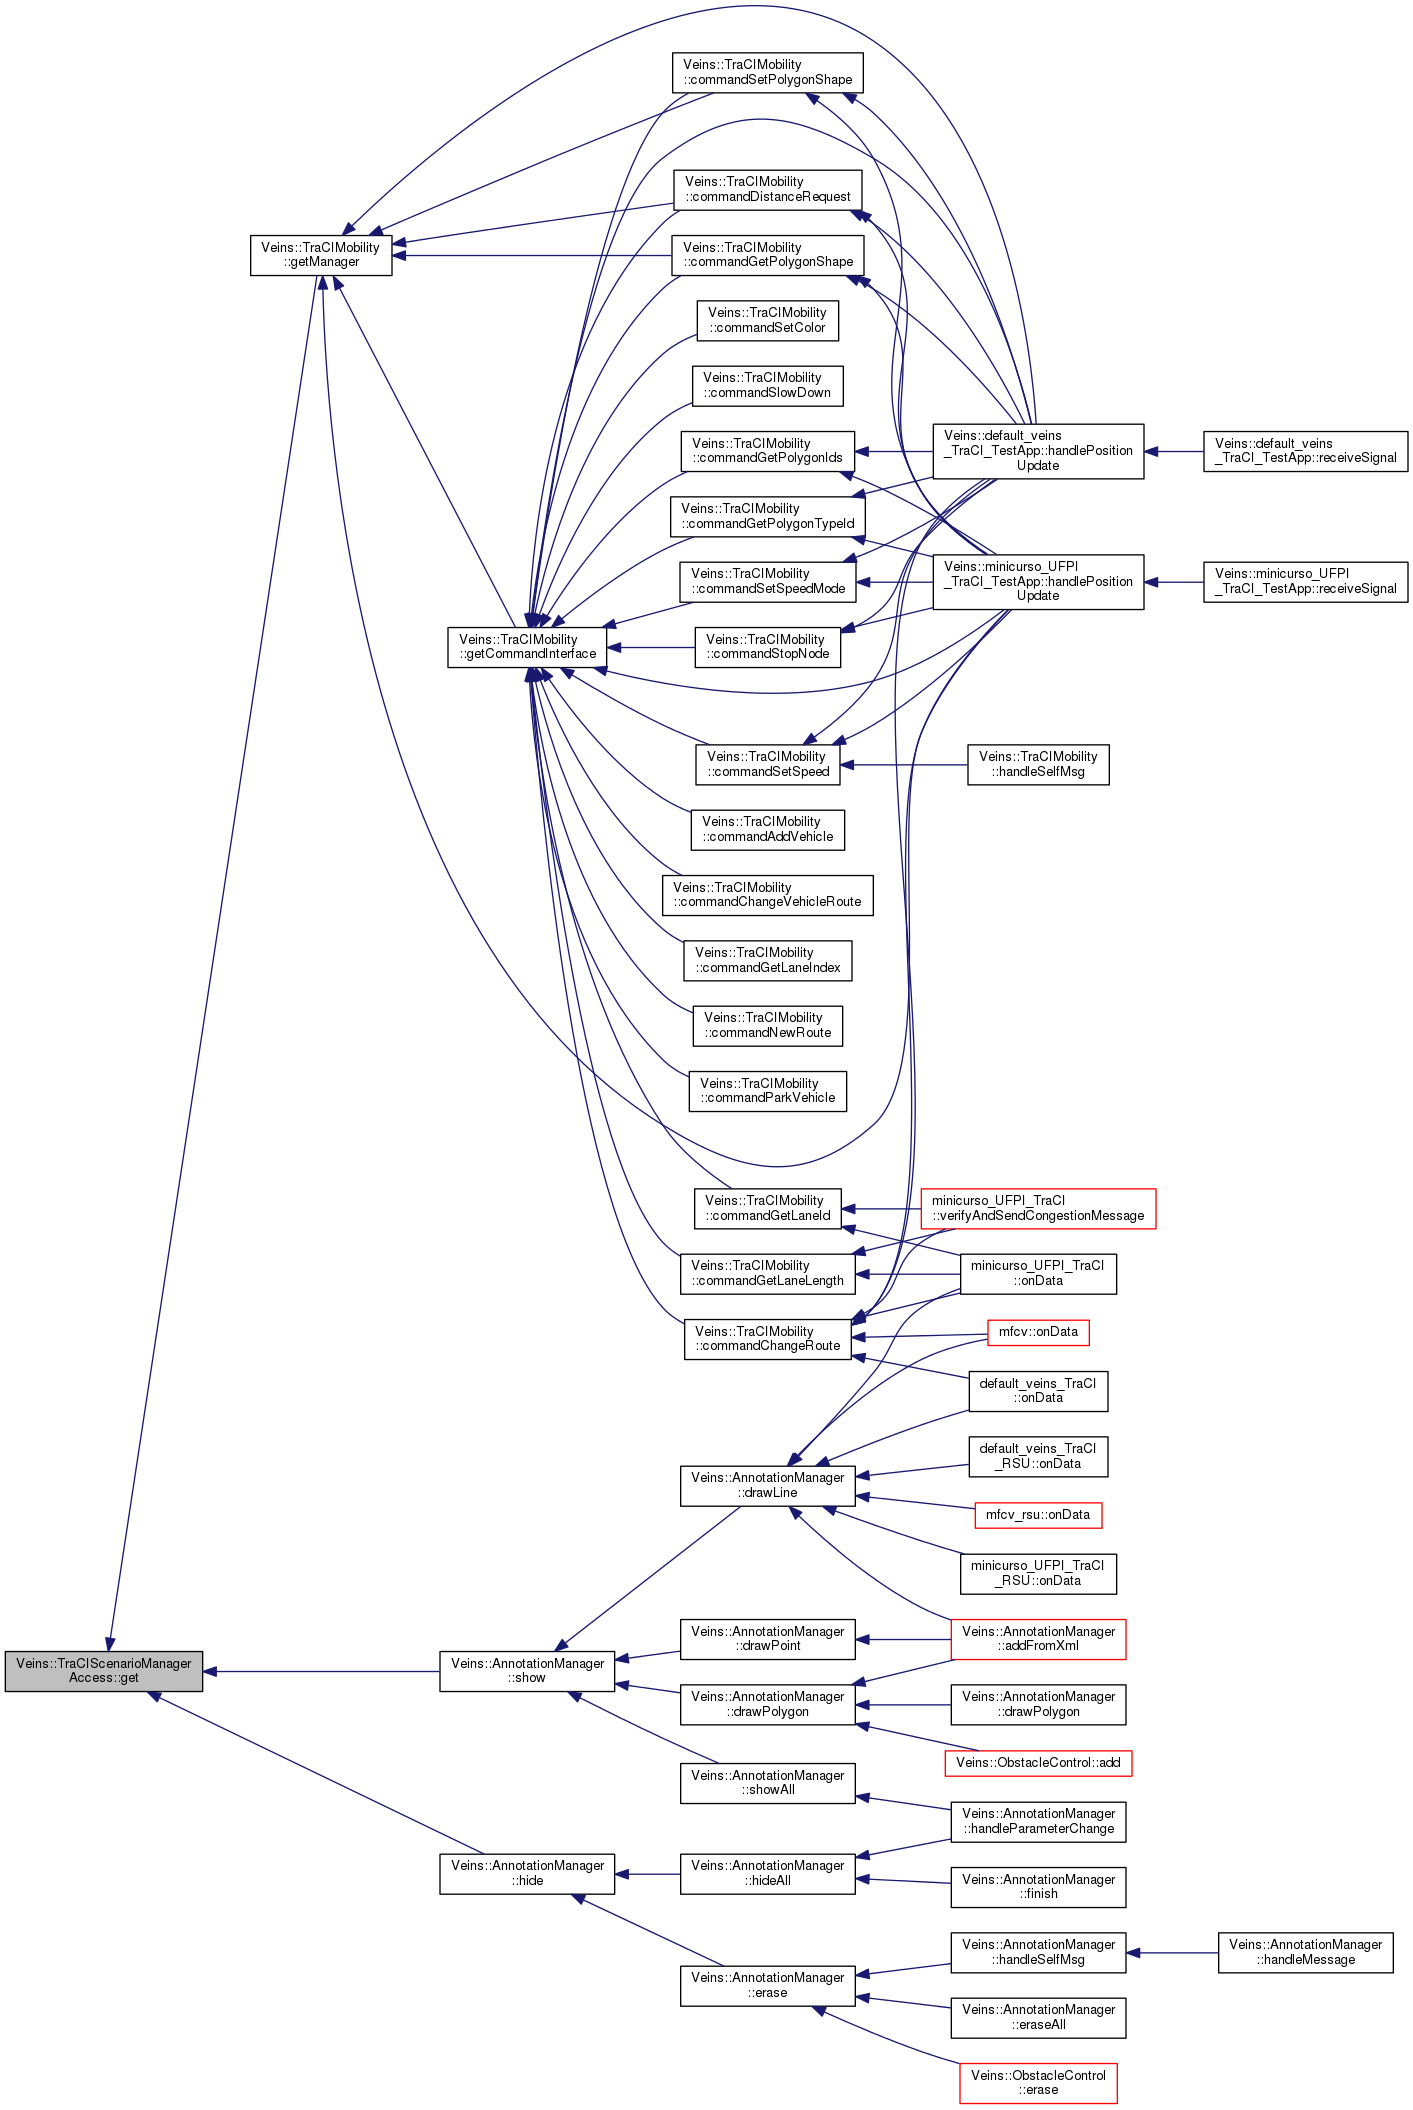 Veins::TraCIMobility
::commandSetPolygonShape
Veins::TraCIMobility
::commandDistanceRequest
Veins::TraCIMobility
::getManager
Veins::TraCIMobility
::commandGetPolygonShape
Veins::TraCIMobility
::commandSetColor
Veins::TraCIMobility
::commandSlowDown
Veins::TraCIMobility
::commandGetPolygonIds
Veins::default_veins
_TraCI_TestApp::handlePosition
Update
Veins::default_veins
_TraCI_TestApp::receiveSignal
Veins::TraCIMobility
::commandGetPolygonTypeId
Veins::TraCIMobility
::commandSetSpeedMode
Veins::minicurso_UFPI
_TraCI_TestApp::handlePosition
Update
Veins::minicurso_UFPI
_TraCI_TestApp::receiveSignal
Veins::TraCIMobility
::getCommandInterface
Veins::TraCIMobility
::commandStopNode
Veins::TraCIMobility
::commandSetSpeed
Veins::TraCIMobility
::handleSelfMsg
Veins::TraCIMobility
::commandAddVehicle
Veins::TraCIMobility
::commandChangeVehicleRoute
Veins::TraCIMobility
::commandGetLaneIndex
Veins::TraCIMobility
::commandNewRoute
Veins::TraCIMobility
::commandParkVehicle
Veins::TraCIMobility
::commandGetLaneId
minicurso_UFPI_TraCI
::verifyAndSendCongestionMessage
Veins::TraCIMobility
::commandGetLaneLength
minicurso_UFPI_TraCI
::onData
Veins::TraCIMobility
::commandChangeRoute
mfcv::onData
default_veins_TraCI
::onData
default_veins_TraCI
_RSU::onData
Veins::AnnotationManager
::drawLine
mfcv_rsu::onData
minicurso_UFPI_TraCI
_RSU::onData
Veins::AnnotationManager
::drawPoint
Veins::AnnotationManager
::addFromXml
Veins::TraCIScenarioManager
Access::get
Veins::AnnotationManager
::show
Veins::AnnotationManager
::drawPolygon
Veins::AnnotationManager
::drawPolygon
Veins::ObstacleControl::add
Veins::AnnotationManager
::showAll
Veins::AnnotationManager
::handleParameterChange
Veins::AnnotationManager
::hide
Veins::AnnotationManager
::hideAll
Veins::AnnotationManager
::finish
Veins::AnnotationManager
::handleSelfMsg
Veins::AnnotationManager
::handleMessage
Veins::AnnotationManager
::erase
Veins::AnnotationManager
::eraseAll
Veins::ObstacleControl
::erase